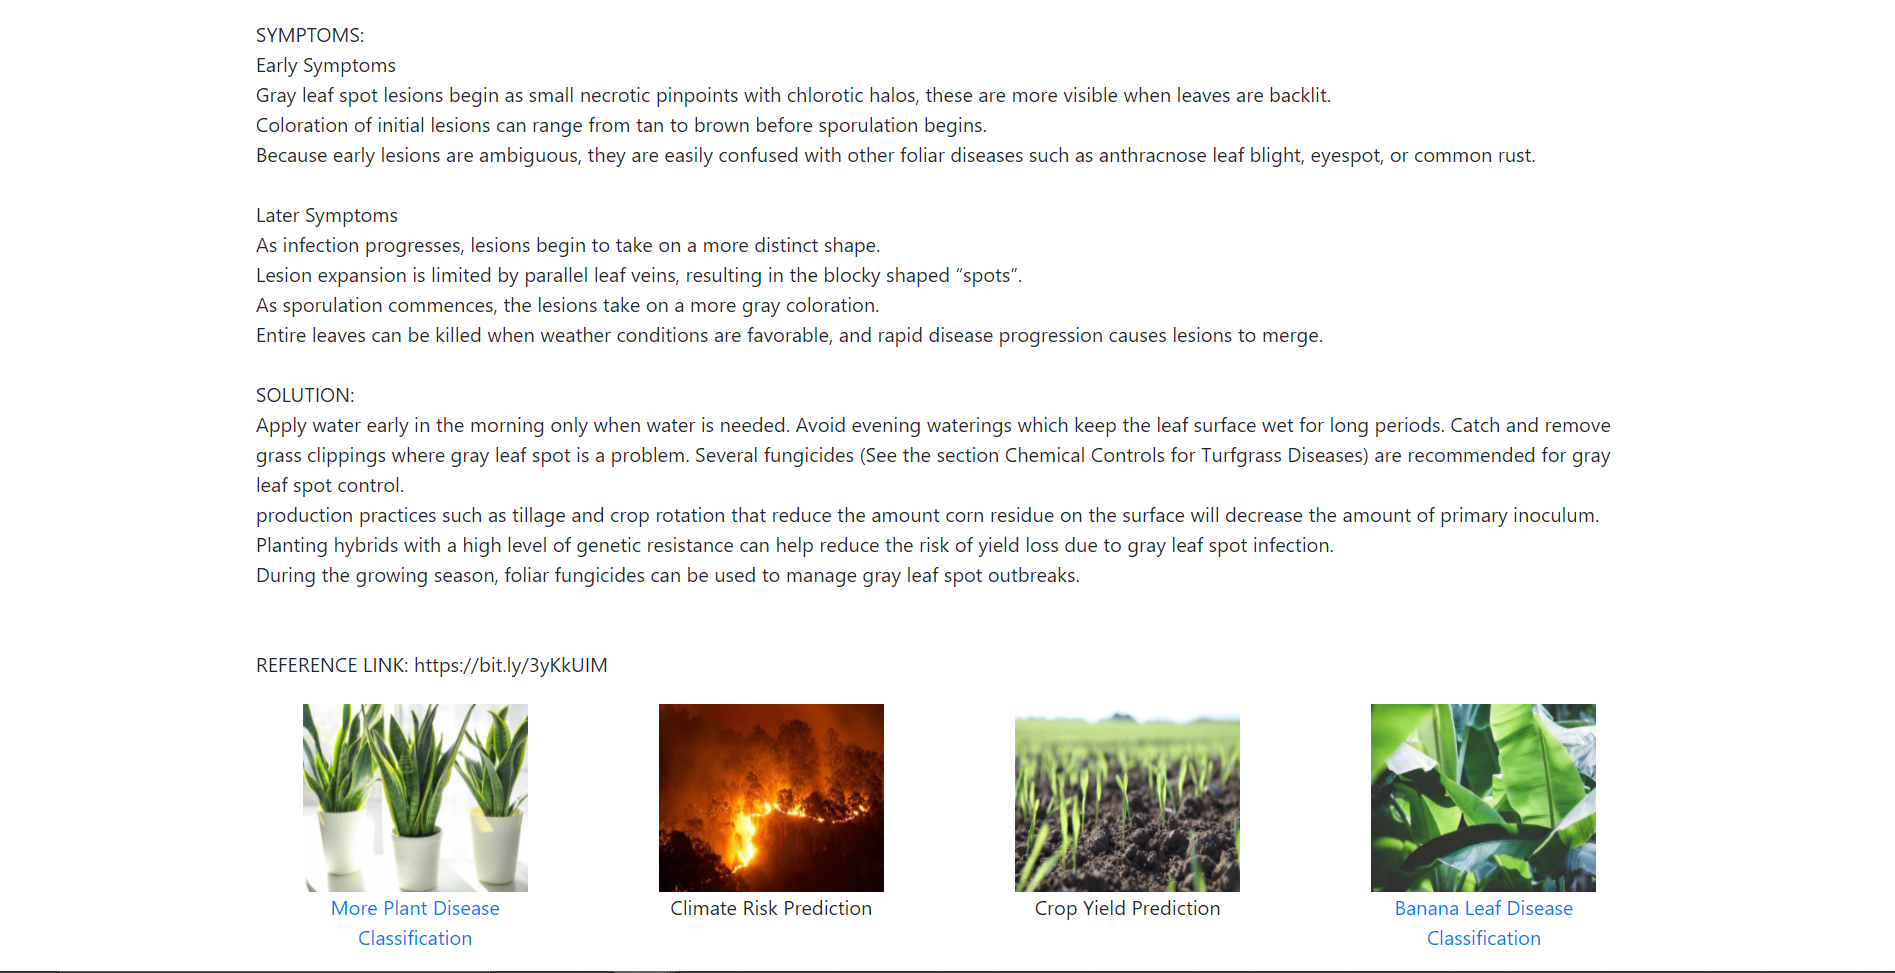 SYMPTOMS:
Early Symptoms
Gray leaf spot lesions begin as small necrotic pinpoints with chlorotic halos, these are more visible when leaves are backlit.
Coloration of initial lesions can range from tan to brown before sporulation begins.
Because early lesions are ambiguous, they are easily confused with other foliar diseases such as anthracnose leaf blight, eyespot, or common rust.
Later Symptoms
As infection progresses, lesions begin to take on a more distinct shape.
Lesion expansion is limited by parallel leaf veins, resulting in the blocky shaped “spots”.
As sporulation commences, the lesions take on a more gray coloration.
Entire leaves can be killed when weather conditions are favorable, and rapid disease progression causes lesions to merge.
SOLUTION:
Apply water early in the morning only when water is needed. Avoid evening waterings which keep the leaf surface wet for long periods. Catch and remove
grass clippings where gray leaf spot is a problem. Several fungicides (See the section Chemical Controls for Turfgrass Diseases) are recommended for gray
leaf spot control.
production practices such as tillage and crop rotation that reduce the amount corn residue on the surface will decrease the amount of primary inoculum.
Planting hybrids with a high level of genetic resistance can help reduce the risk of yield loss due to gray leaf spot infection.
During the growing season, foliar fungicides can be used to manage gray leaf spot outbreaks.
REFERENCE LINK: https://bit.ly/3yKkUIM
More Plant Disease
Classification
Climate Risk Prediction
Crop Yield Prediction
Banana Leaf Disease
Classification